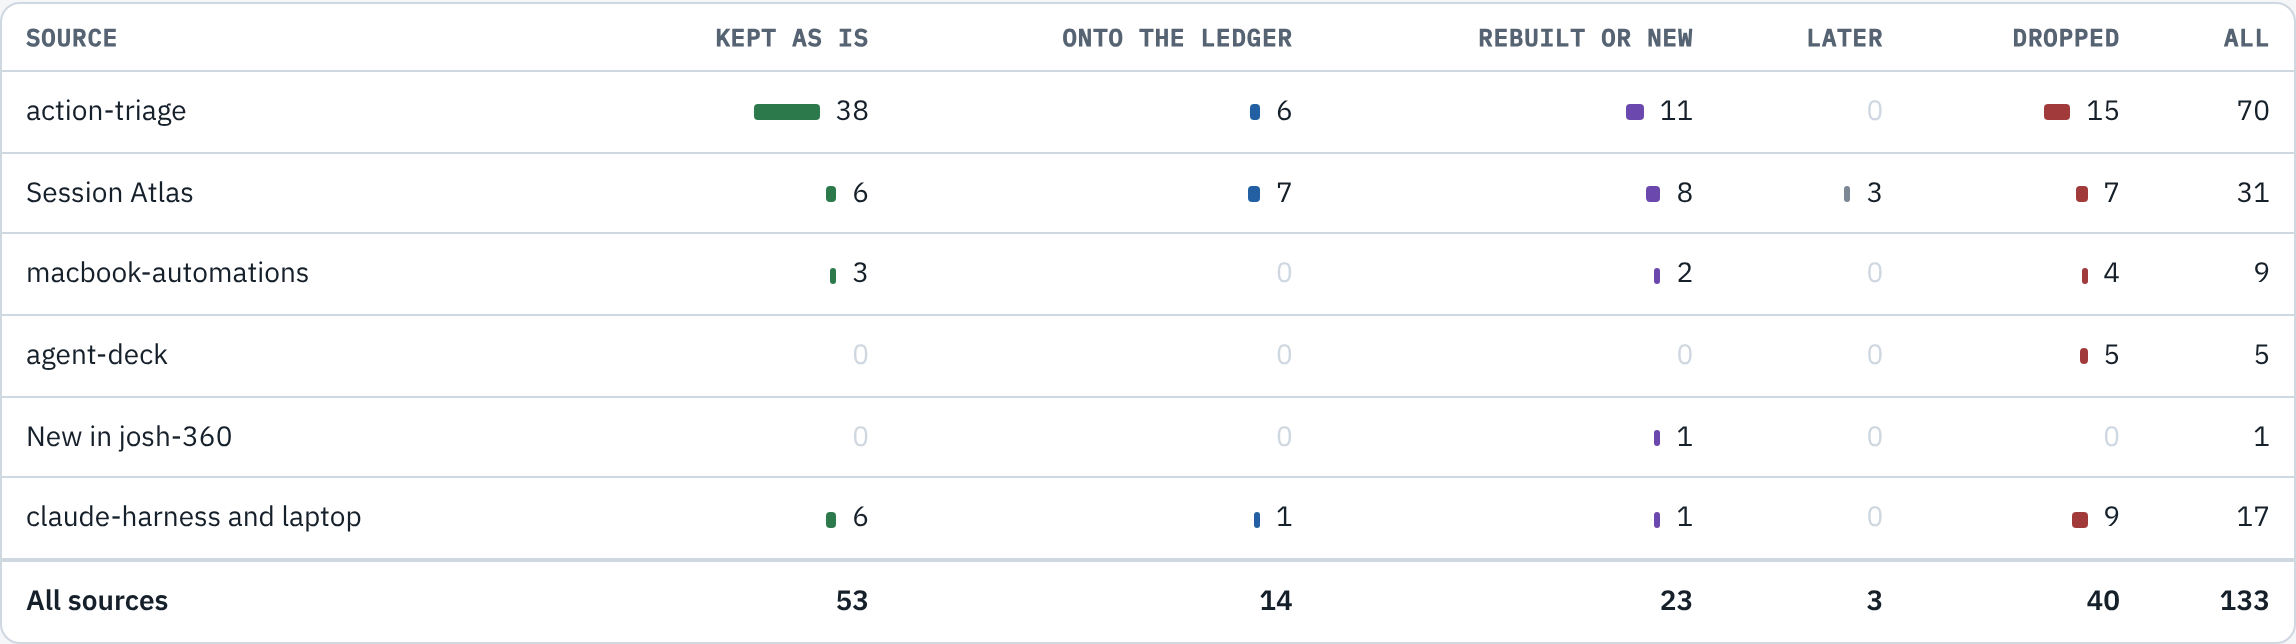 SOURCE KEPT AS IS ONTO THE LEDGER REBUILT OR NEW LATER DROPPED ALL
action-triage 38 6 11 0 15 70
Session Atlas 6 7 8 3 7 31
macbook-automations 3 0 2 0 4 9
agent-deck 0 0 0 0 5 5
New in josh-360 0 0 1 0 0 1
claude-harness and laptop 6 1 1 0 9 17
All sources 53 14 23 3 40 133